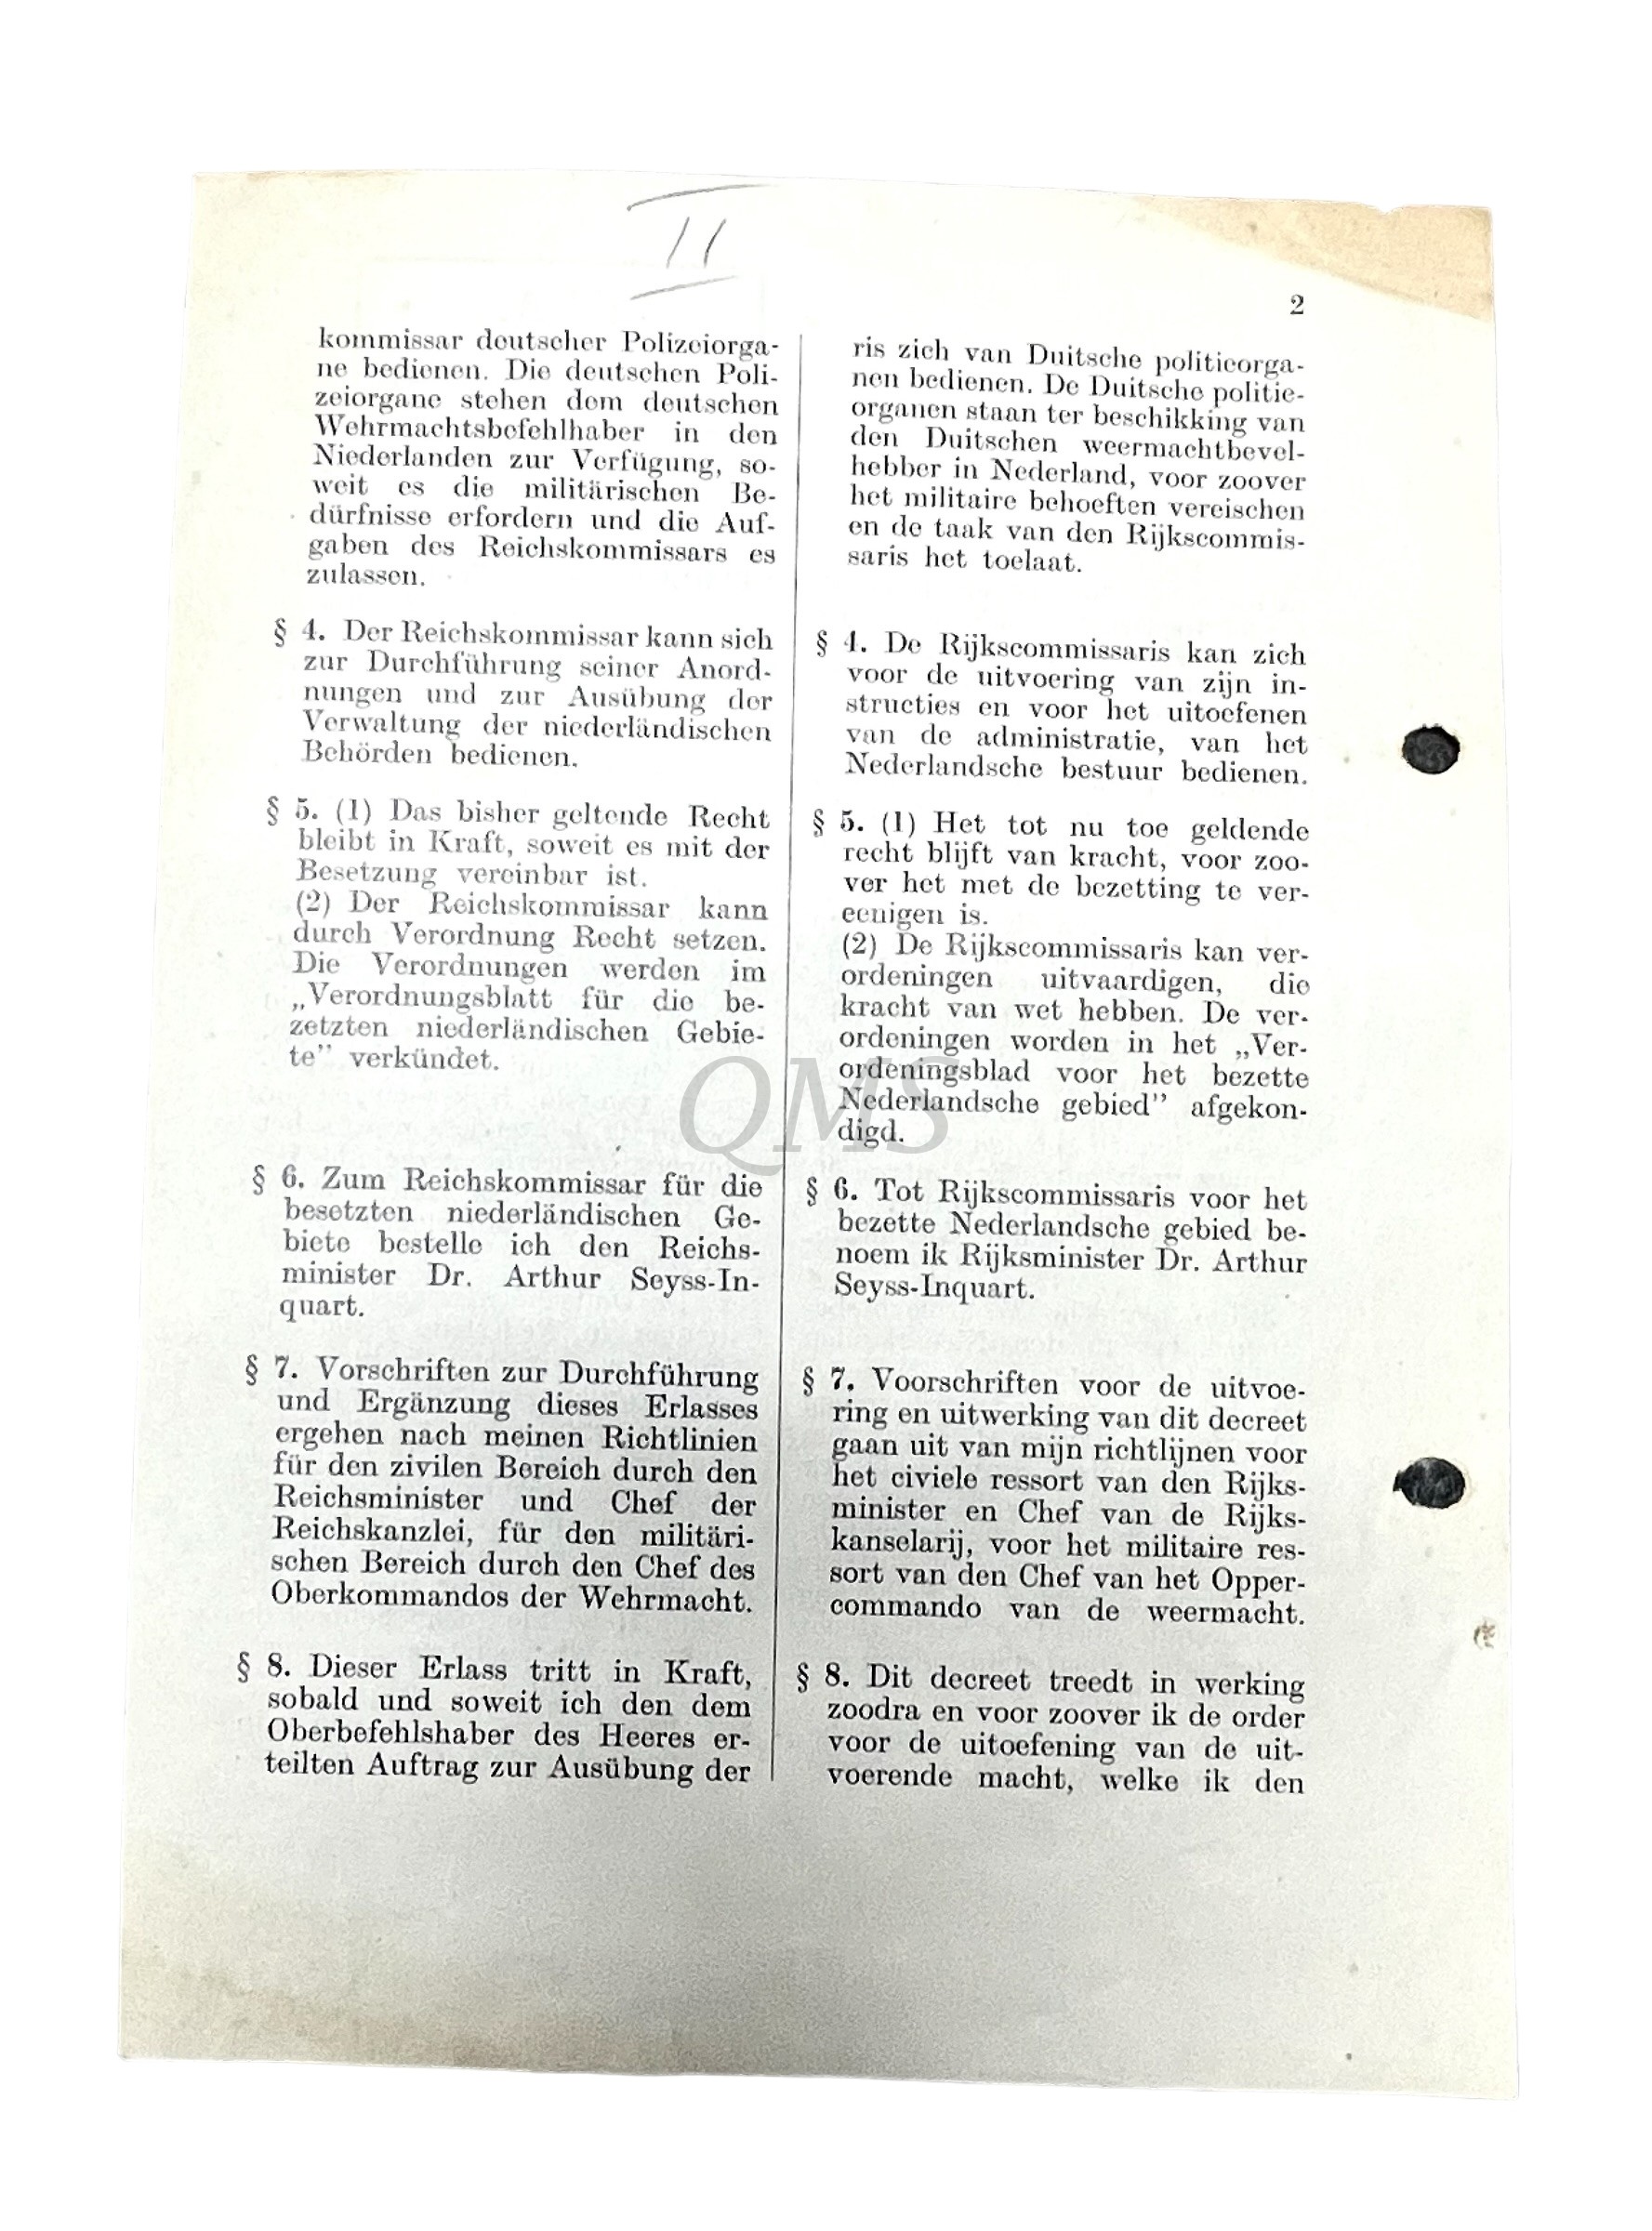 II
2
kommissar deutscher Polizeiorga-
ne bedienen. Die deutschen Poli-
zeiorgane stehen dem deutschen
Wehrmachtsbefehlhaber in den
Niederlanden zur Verfügung, so-
weit es die militärischen Be-
dürfnisse erfordern und die Auf-
gaben des Reichskommissars es
zulassen.
§ 4. Der Reichskommissar kann sich
zur Durchführung seiner Anord-
nungen und zur Ausübung der
Verwaltung der niederländischen
Behörden bedienen.
§ 5. (1) Das bisher geltende Recht
bleibt in Kraft, soweit es mit der
Besetzung vereinbar ist.
(2) Der Reichskommissar kann
durch Verordnung Recht setzen.
Die Verordnungen werden im
„Verordnungsblatt für die be-
zetzten niederländischen Gebie-
te” verkündet.
§ 6. Zum Reichskommissar für die
besetzten niederländischen Ge-
biete bestelle ich den Reichs-
minister Dr. Arthur Seyss-In-
quart.
§ 7. Vorschriften zur Durchführung
und Ergänzung dieses Erlasses
ergehen nach meinen Richtlinien
für den zivilen Bereich durch den
Reichsminister und Chef der
Reichskanzlei, für den militäri-
schen Bereich durch den Chef des
Oberkommandos der Wehrmacht.
§ 8. Dieser Erlass tritt in Kraft,
sobald und soweit ich den dem
Oberbefehlshaber des Heeres er-
teilten Auftrag zur Ausübung der
ris zich van Duitsche politieorga-
nen bedienen. De Duitsche politie-
organen staan ter beschikking van
den Duitschen weermachtbevel-
hebber in Nederland, voor zoover
het militaire behoeften vereischen
en de taak van den Rijkscommis-
saris het toelaat.
§ 4. De Rijkscommissaris kan zich
voor de uitvoering van zijn in-
structies en voor het uitoefenen
van de administratie, van het
Nederlandsche bestuur bedienen.
§ 5. (1) Het tot nu toe geldende
recht blijft van kracht, voor zoo-
ver het met de bezetting te ver-
eenigen is.
(2) De Rijkscommissaris kan ver-
ordeningen uitvaardigen, die
kracht van wet hebben. De ver-
ordeningen worden in het „Ver-
ordeningsblad voor het bezette
Nederlandsche gebied” afgekon-
digd.
§ 6. Tot Rijkscommissaris voor het
bezette Nederlandsche gebied be-
noem ik Rijksminister Dr. Arthur
Seyss-Inquart.
§ 7. Voorschriften voor de uitvoe-
ring en uitwerking van dit decreet
gaan uit van mijn richtlijnen voor
het civiele ressort van den Rijks-
minister en Chef van de Rijks-
kanselarij, voor het militaire res-
sort van den Chef van het Opper-
commando van de weermacht.
§ 8. Dit decreet treedt in werking
zoodra en voor zoover ik de order
voor de uitoefening van de uit-
voerende macht, welke ik den
QMS